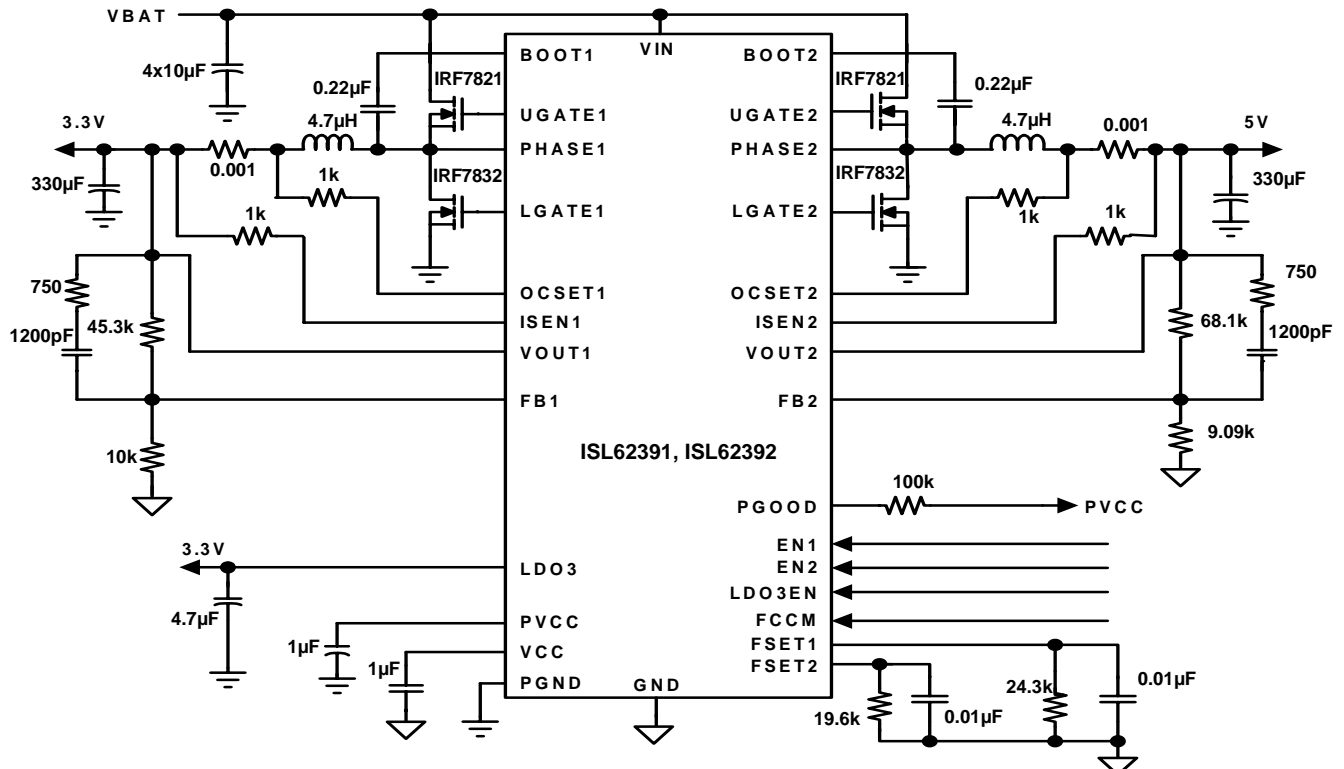 VBAT
4x10µF
3.3V
330µF
0.001
4.7µH
0.22µF
IRF7821
IRF7832
1k
1k
750
1200pF
45.3k
10k
3.3V
4.7µF
1µF
1µF
VIN
BOOT1
UGATE1
PHASE1
LGATE1
OCSET1
ISEN1
VOUT1
FB1
LDO3
PVCC
VCC
PGND
GND
ISL62391, ISL62392
BOOT2
UGATE2
PHASE2
LGATE2
OCSET2
ISEN2
VOUT2
FB2
PGOOD
EN1
EN2
LDO3EN
FCCM
FSET1
FSET2
IRF7821
IRF7832
0.22µF
4.7µH
0.001
5V
330µF
1k
1k
750
1200pF
68.1k
9.09k
100k
PVCC
19.6k
0.01µF
24.3k
0.01µF